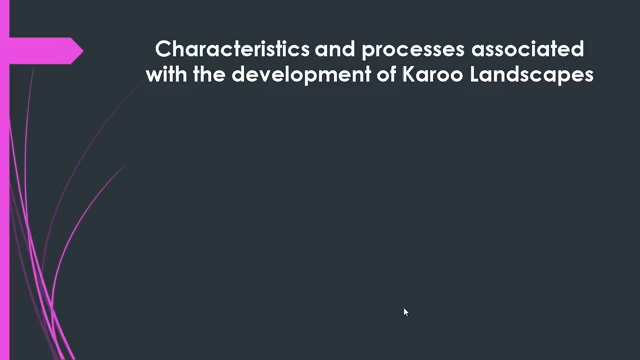 Characteristics and processes associated
with the development of Karoo Landscapes